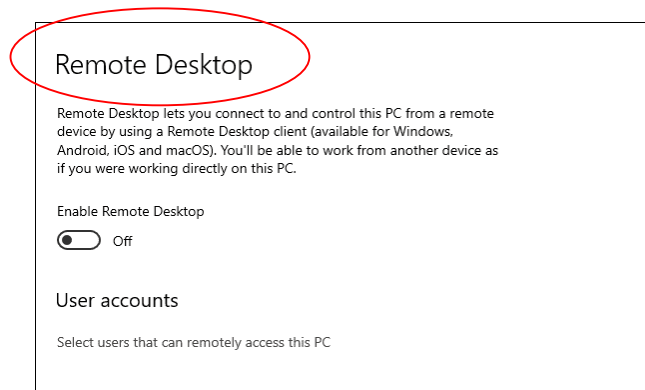 Remote Desktop
Remote Desktop lets you connect to and control this PC from a remote
device by using a Remote Desktop client (available for Windows,
Android, iOS and macOS). You'll be able to work from another device as
if you were working directly on this PC.
Enable Remote Desktop
Off
User accounts
Select users that can remotely access this PC